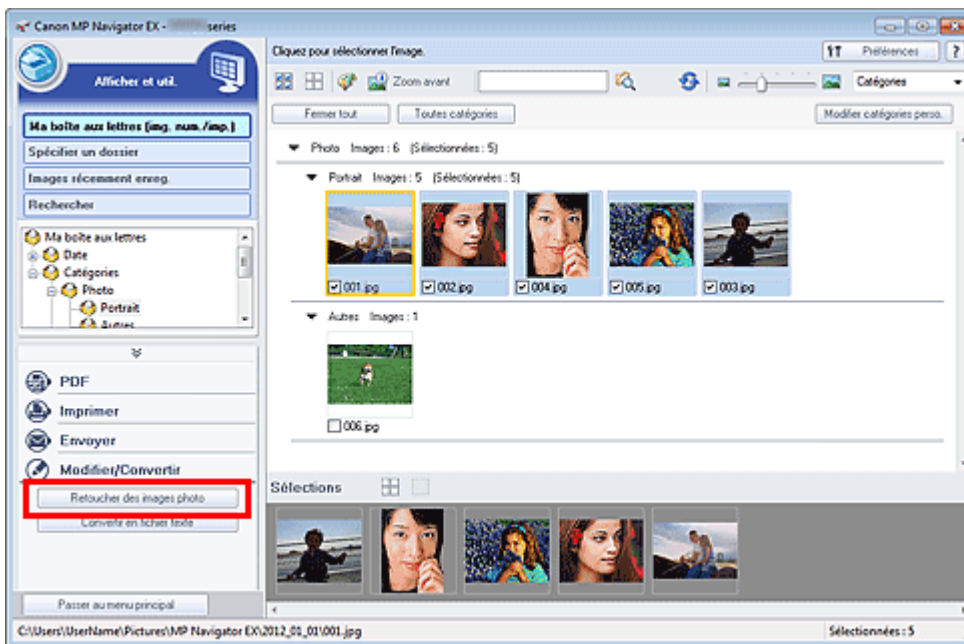 Canon MP Navigator EX - series
Afficher et util.
Ma boîte aux lettres (img. num./imp.)
Spécifier un dossier
Images récemment enreg.
Rechercher
Ma boîte aux lettres
Date
Catégories
Photo
Portrait
Autres
PDF
Imprimer
Envoyer
Modifier/Convertir
Retoucher des images photo
Convertir en fichier texte
Passer au menu principal
Cliquez pour sélectionner l'image.
Préférences ?
Zoom avant
Catégories
Fermer tout Toutes catégories Modifier catégories perso.
Photo Images : 6 (Sélectionnées : 5)
Portrait Images : 5 (Sélectionnées : 5)
001.jpg 002.jpg 004.jpg 005.jpg 003.jpg
Autres Images : 1
006.jpg
Sélections
C:\Users\UserName\Pictures\MP Navigator EX\2012_01_01\001.jpg Sélectionnées : 5